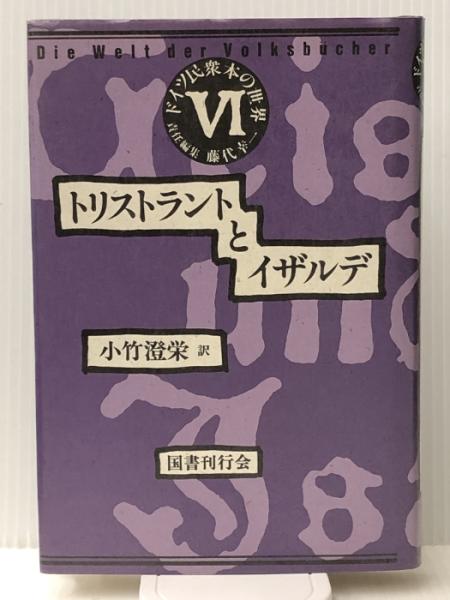 Die Welt der Volksbücher
ドイツ民衆本の世界
VI
責任編集 藤代幸一
トリストラント
と
イザルデ
小竹澄栄 訳
国書刊行会